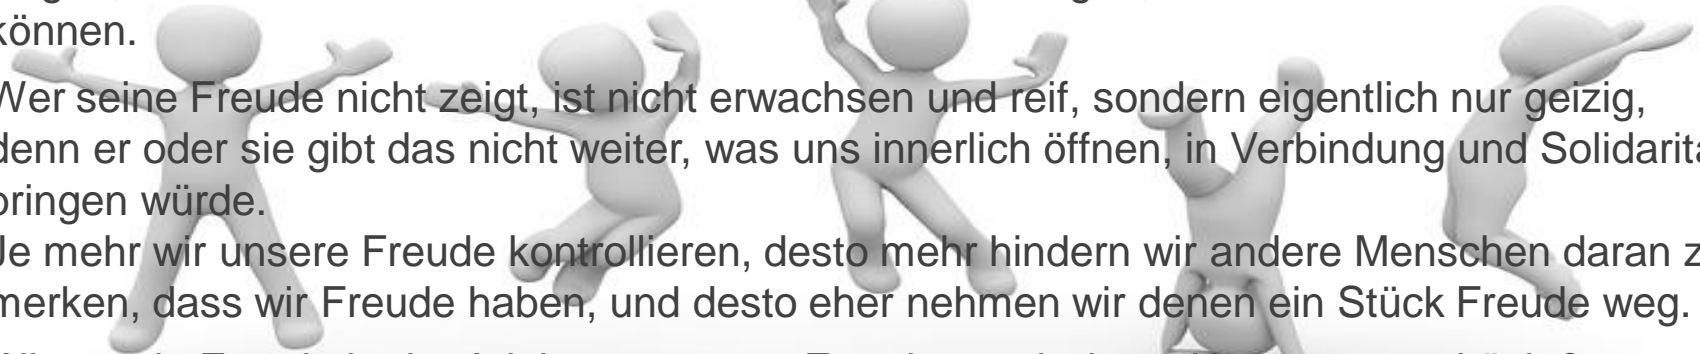 können.
Wer seine Freude nicht zeigt, ist nicht erwachsen und reif, sondern eigentlich nur geizig,
denn er oder sie gibt das nicht weiter, was uns innerlich öffnen, in Verbindung und
bringen würde.
Je mehr wir unsere Freude kontrollieren, desto mehr hindern wir andere Menschen daran
merken, dass wir Freude haben, und desto eher nehmen wir denen ein Stück Freude weg.